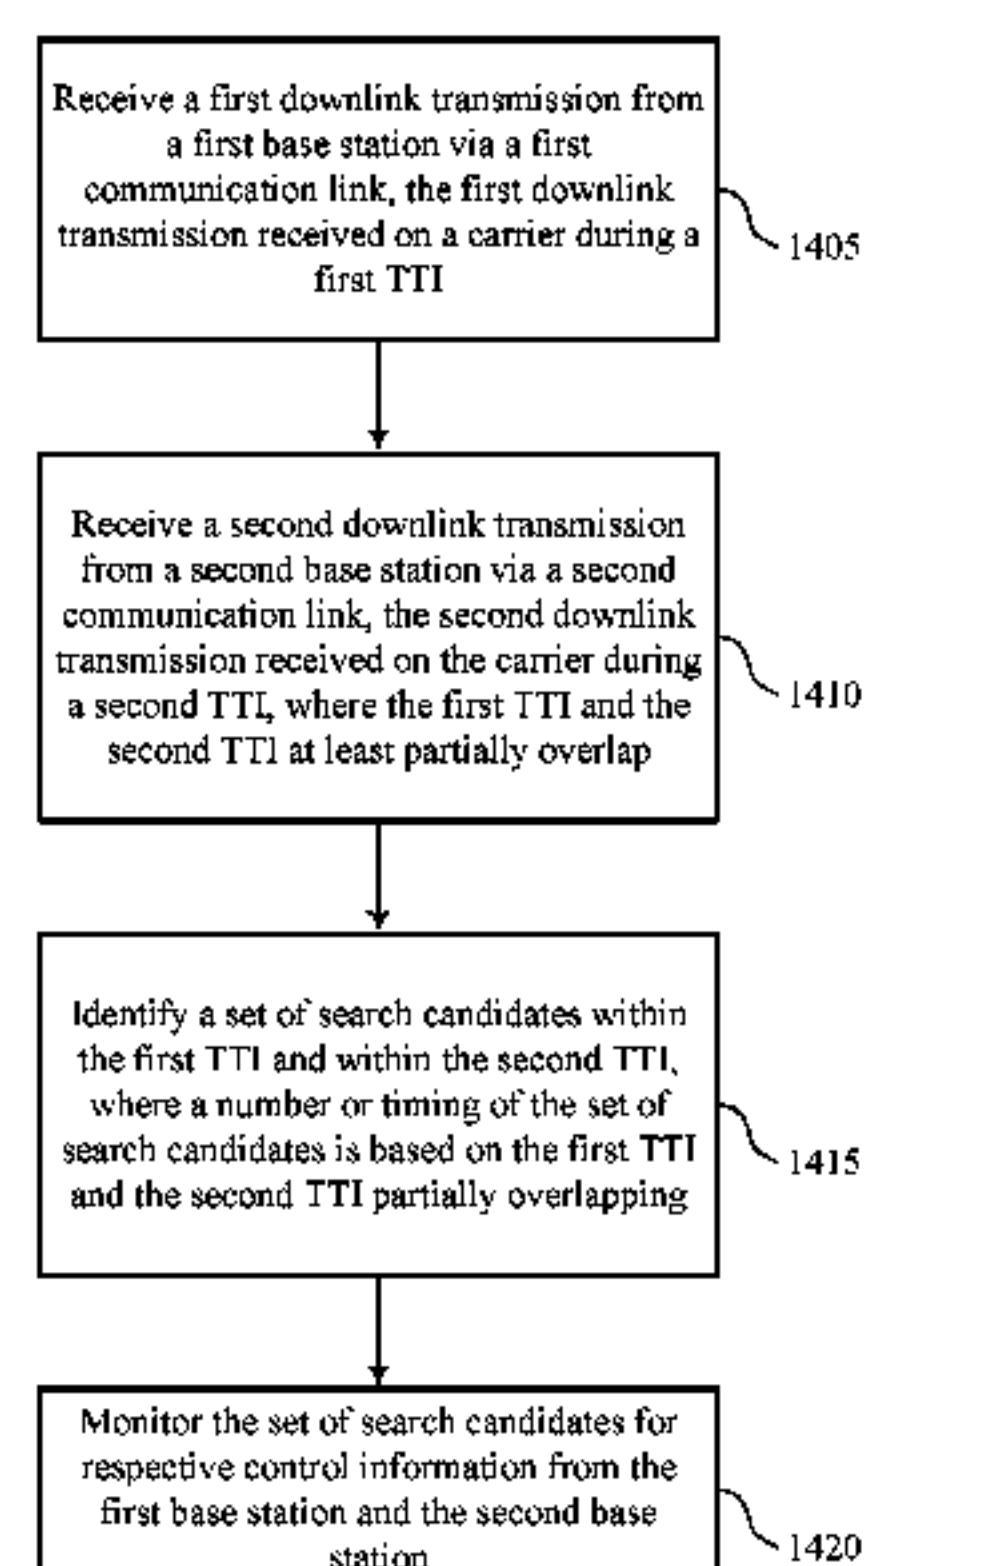 Receive a first downlink transmission from
a first base station via a first
communication link, the first downlink
transmission received on a carrier during a
first TTI
1405
Receive a second downlink transmission
from a second base station via a second
communication link, the second downlink
transmission received on the carrier during
a second TTI, where the first TTI and the
second TTI at least partially overlap
1410
Identify a set of search candidates within
the first TTI and within the second TTI,
where a number or timing of the set of
search candidates is based on the first TTI
and the second TTI partially overlapping
1415
Monitor the set of search candidates for
respective control information from the
first base station and the second base
station
1420